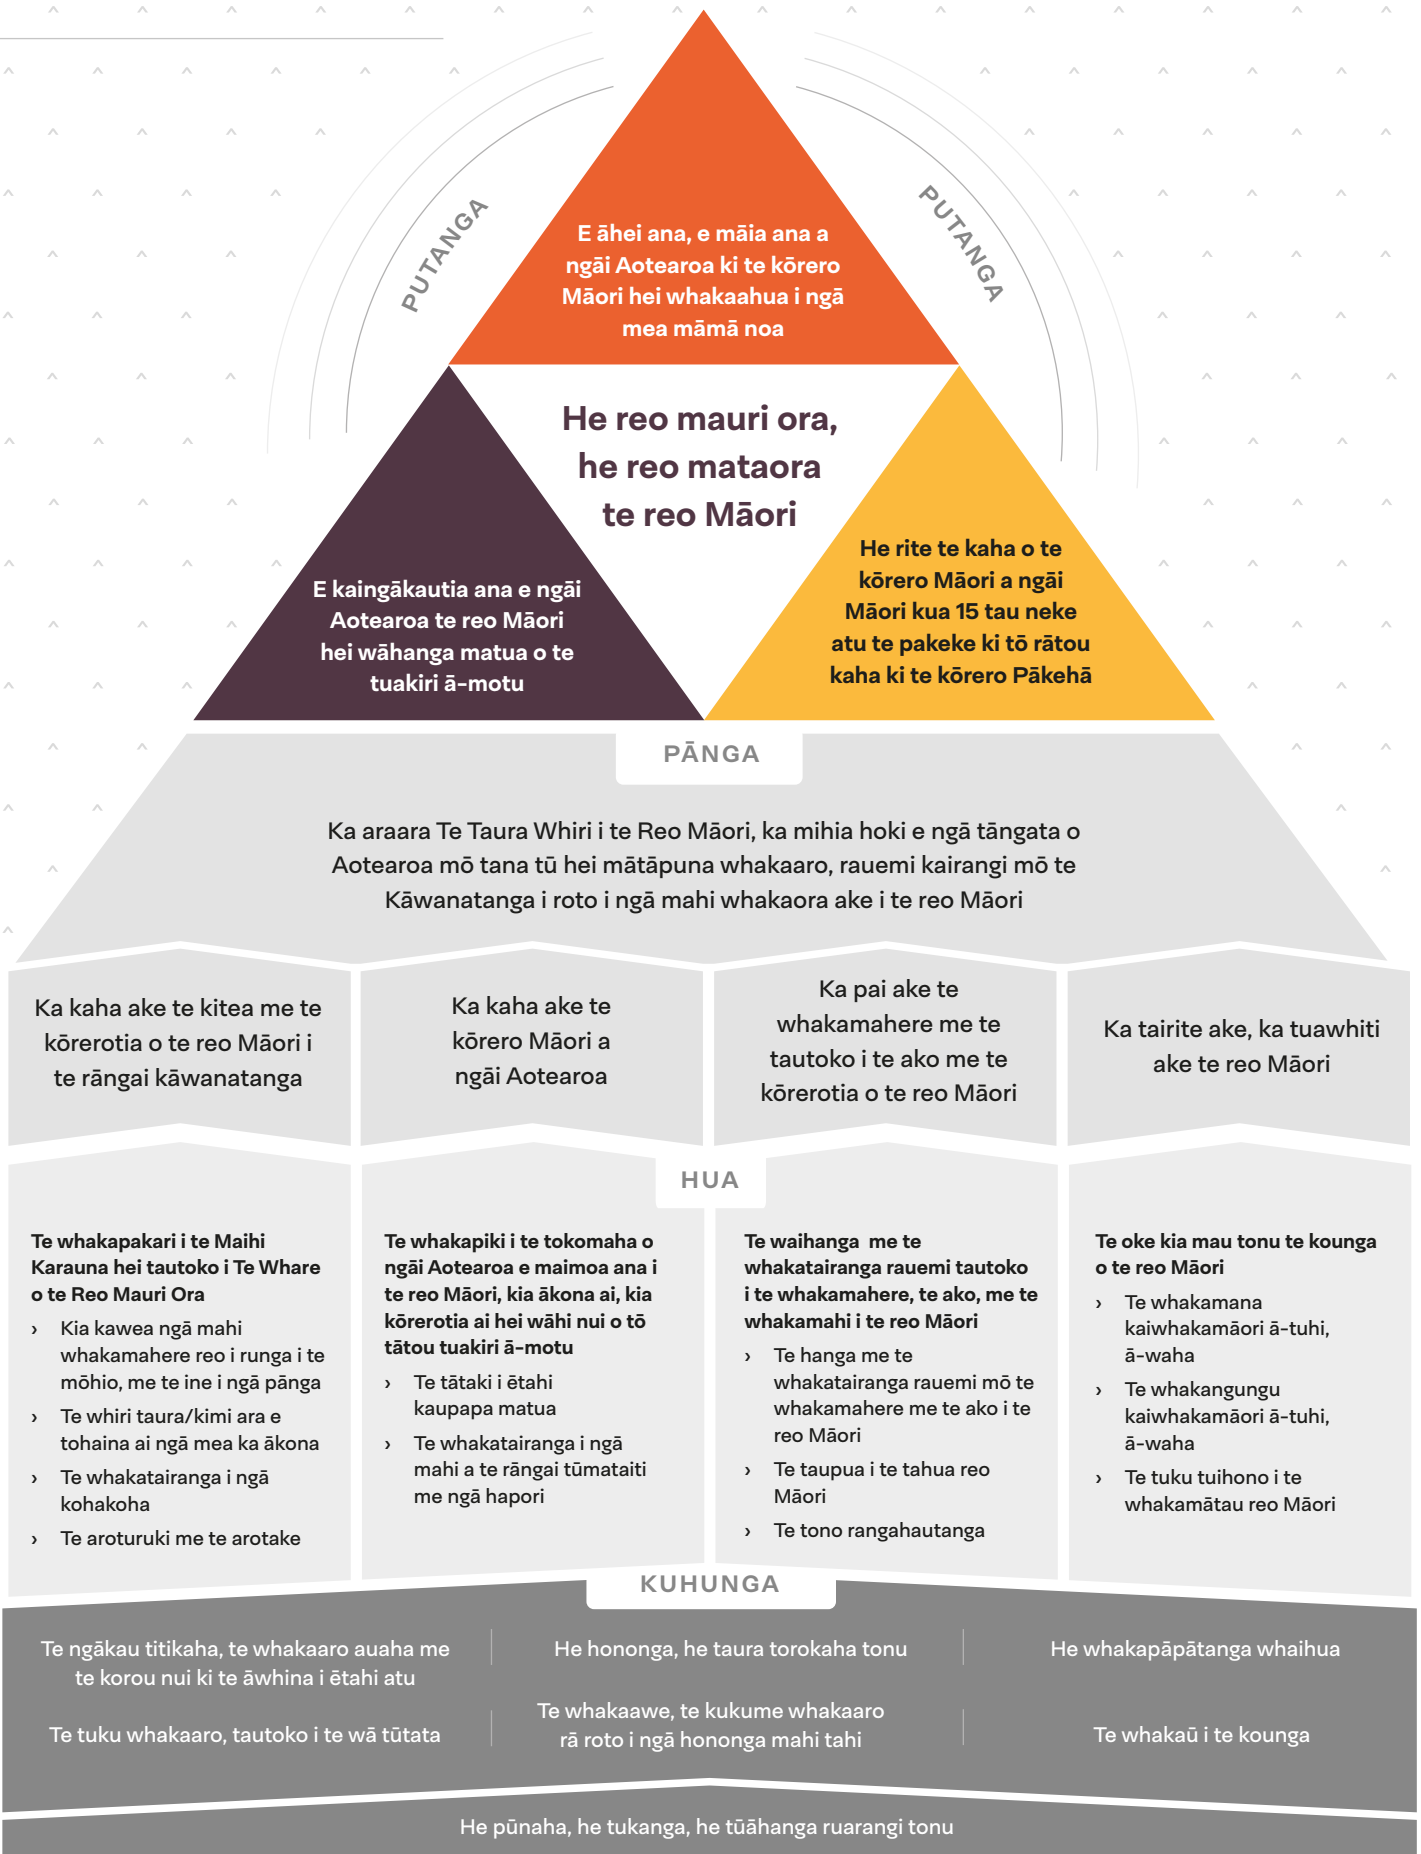 PUTANGA
PUTANGA
E āhei ana, e māia ana a
ngāi Aotearoa ki te kōrero
Māori hei whakaahua i ngā
mea māmā noa
He reo mauri ora,
he reo mataora
te reo Māori
E kaingākautia ana e ngāi
Aotearoa te reo Māori
hei wāhanga matua o te
tuakiri ā-motu
He rite te kaha o te
kōrero Māori a ngāi
Māori kua 15 tau neke
atu te pakeke ki tō rātou
kaha ki te kōrero Pākehā
PĀNGA
Ka araara Te Taura Whiri i te Reo Māori, ka mihia hoki e ngā tāngata o
Aotearoa mō tana tū hei mātāpuna whakaaro, rauemi kairangi mō te
Kāwanatanga i roto i ngā mahi whakaora ake i te reo Māori
Ka kaha ake te kitea me te
kōrerotia o te reo Māori i
te rāngai kāwanatanga
Ka kaha ake te
kōrero Māori a
ngāi Aotearoa
Ka pai ake te
whakamahere me te
tautoko i te ako me te
kōrerotia o te reo Māori
Ka tairite ake, ka tuawhiti
ake te reo Māori
HUA
Te whakapakari i te Maihi
Karauna hei tautoko i Te Whare
o te Reo Mauri Ora
› Kia kawea ngā mahi
whakamahere reo i runga i te
mōhio, me te ine i ngā pānga
› Te whiri taura/kimi ara e
tohaina ai ngā mea ka ākona
› Te whakatairanga i ngā
kohakoha
› Te aroturuki me te arotake
Te whakapiki i te tokomaha o
ngāi Aotearoa e maimoa ana i
te reo Māori, kia ākona ai, kia
kōrerotia ai hei wāhi nui o tō
tātou tuakiri ā-motu
› Te tātaki i ētahi
kaupapa matua
› Te whakatairanga i ngā
mahi a te rāngai tūmataiti
me ngā hapori
Te waihanga me te
whakatairanga rauemi tautoko
i te whakamahere, te ako, me te
whakamahi i te reo Māori
› Te hanga me te
whakatairanga rauemi mō te
whakamahere me te ako i te
reo Māori
› Te taupua i te tahua reo
Māori
› Te tono rangahautanga
Te oke kia mau tonu te kounga
o te reo Māori
› Te whakamana
kaiwhakamāori ā-tuhi,
ā-waha
› Te whakangungu
kaiwhakamāori ā-tuhi,
ā-waha
› Te tuku tuihono i te
whakamātau reo Māori
KUHUNGA
Te ngākau titikaha, te whakaaro auaha me
te korou nui ki te āwhina i ētahi atu
He hononga, he taura torokaha tonu
He whakapāpātanga whaihua
Te tuku whakaaro, tautoko i te wā tūtata
Te whakaawe, te kukume whakaaro
rā roto i ngā hononga mahi tahi
Te whakaū i te kounga
He pūnaha, he tukanga, he tūāhanga ruarangi tonu